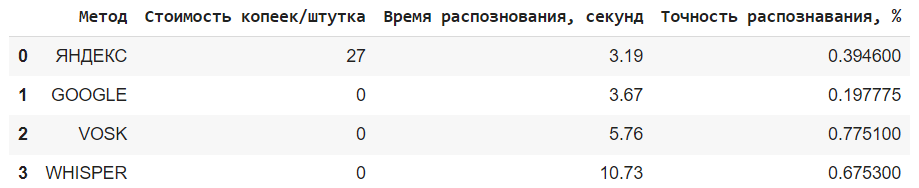 Метод Стоимость копеек/штутка Время распознования, секунд Точность распознавания, %
0 ЯНДЕКС 27 3.19 0.394600
1 GOOGLE 0 3.67 0.197775
2 VOSK 0 5.76 0.775100
3 WHISPER 0 10.73 0.675300